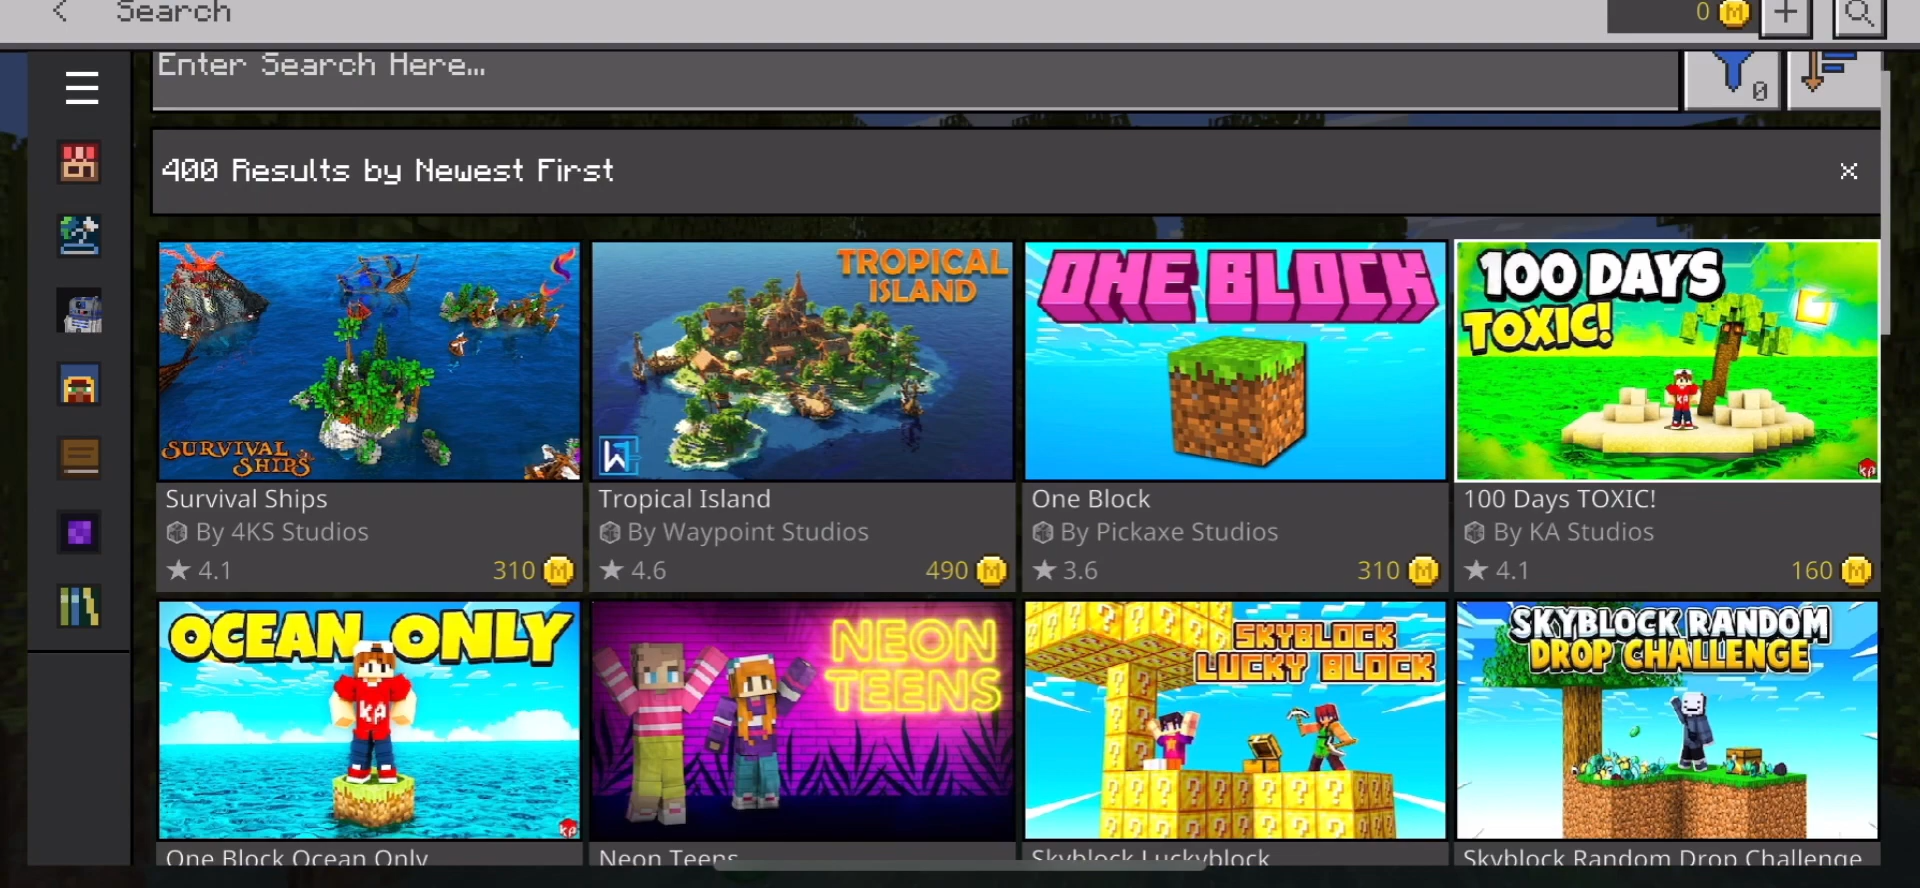 Search
0
Enter Search Here...
0
400 Results by Newest First
SURVIVAL
SHIPS
TROPICAL
ISLAND
ONE BLOCK
100 DAYS
TOXIC!
KA
Survival Ships
By 4KS Studios
4.1
310
Tropical Island
By Waypoint Studios
4.6
490
One Block
By Pickaxe Studios
3.6
310
100 Days TOXIC!
By KA Studios
4.1
160
OCEAN ONLY
KA
NEON
TEENS
SKYBLOCK
LUCKY BLOCK
SKYBLOCK RANDOM
DROP CHALLENGE
One Block Ocean Only
Neon Teens
Skyblock Luckyblock
Skyblock Random Drop Challenge